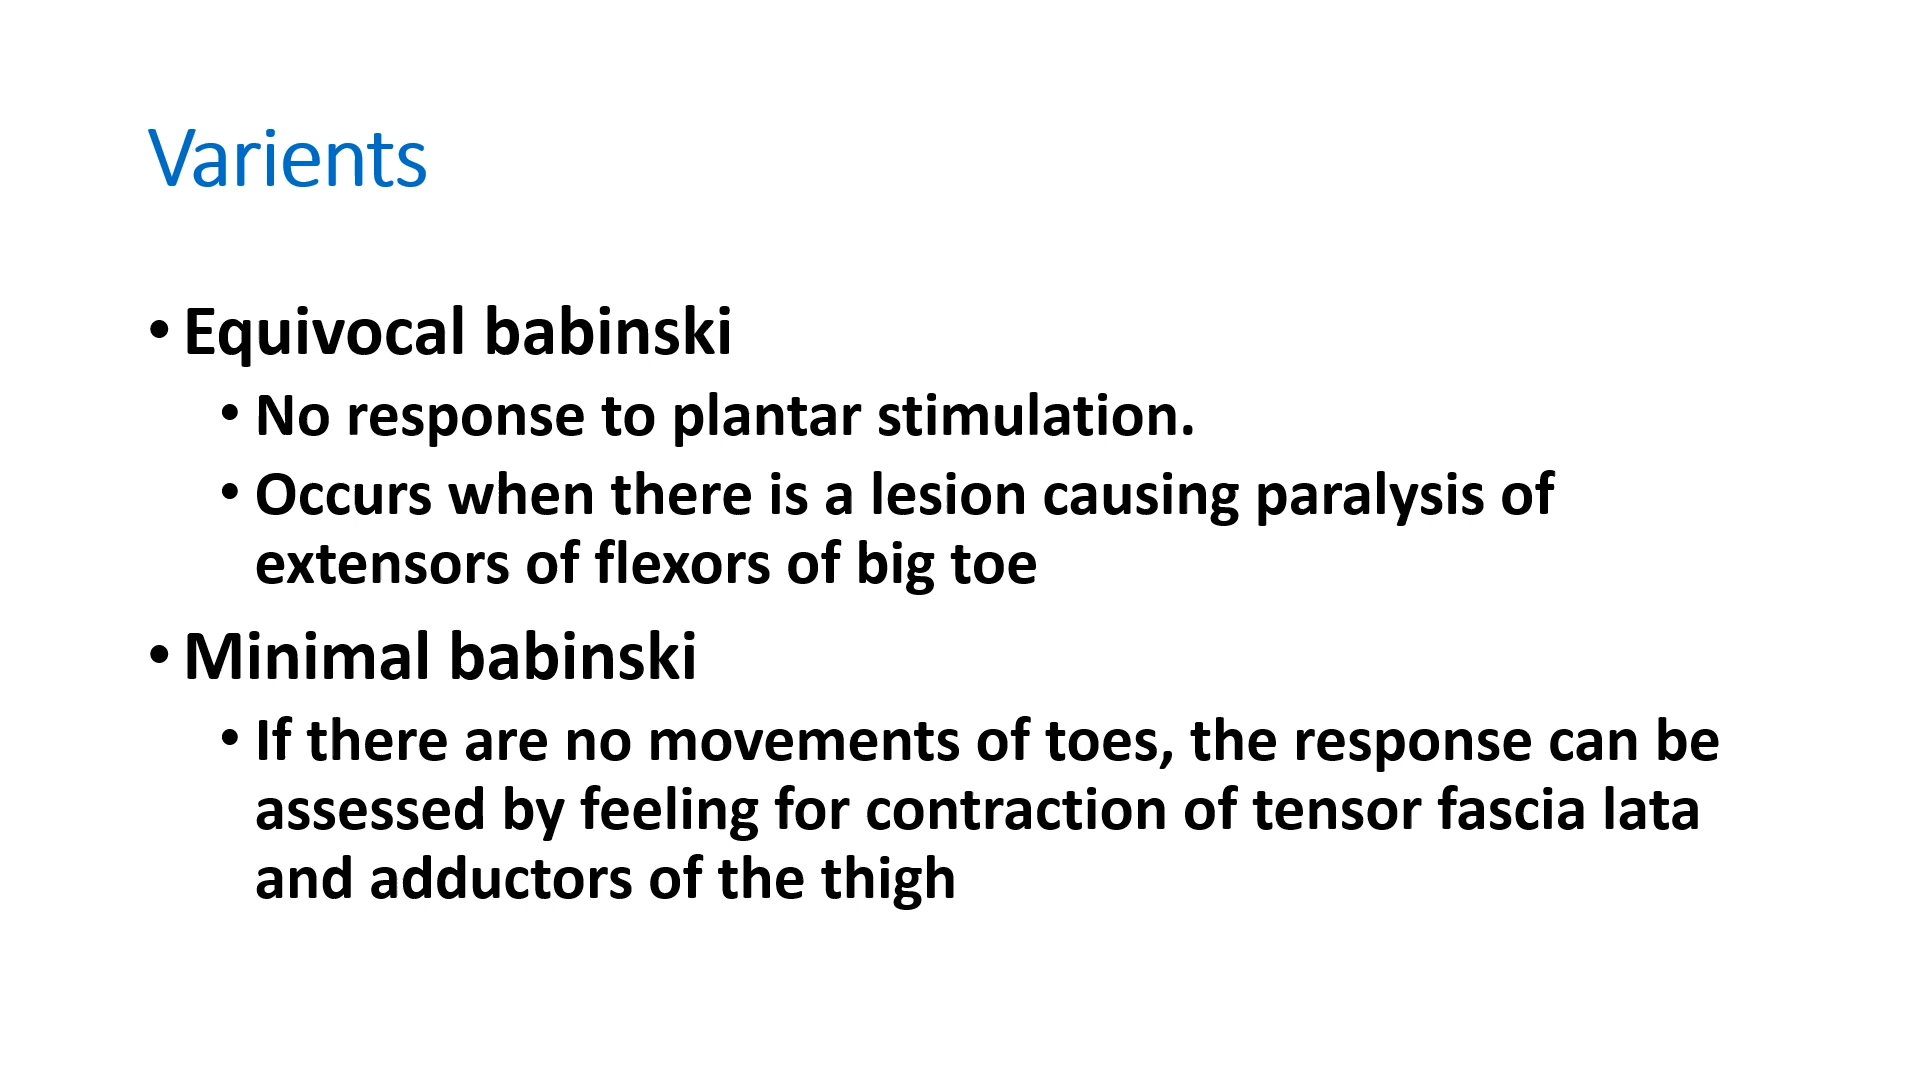 Varients
• Equivocal babinski
• No response to plantar stimulation.
• Occurs when there is a lesion causing paralysis of
extensors of flexors of big toe
• Minimal babinski
• If there are no movements of toes, the response can be
assessed by feeling for contraction of tensor fascia lata
and adductors of the thigh